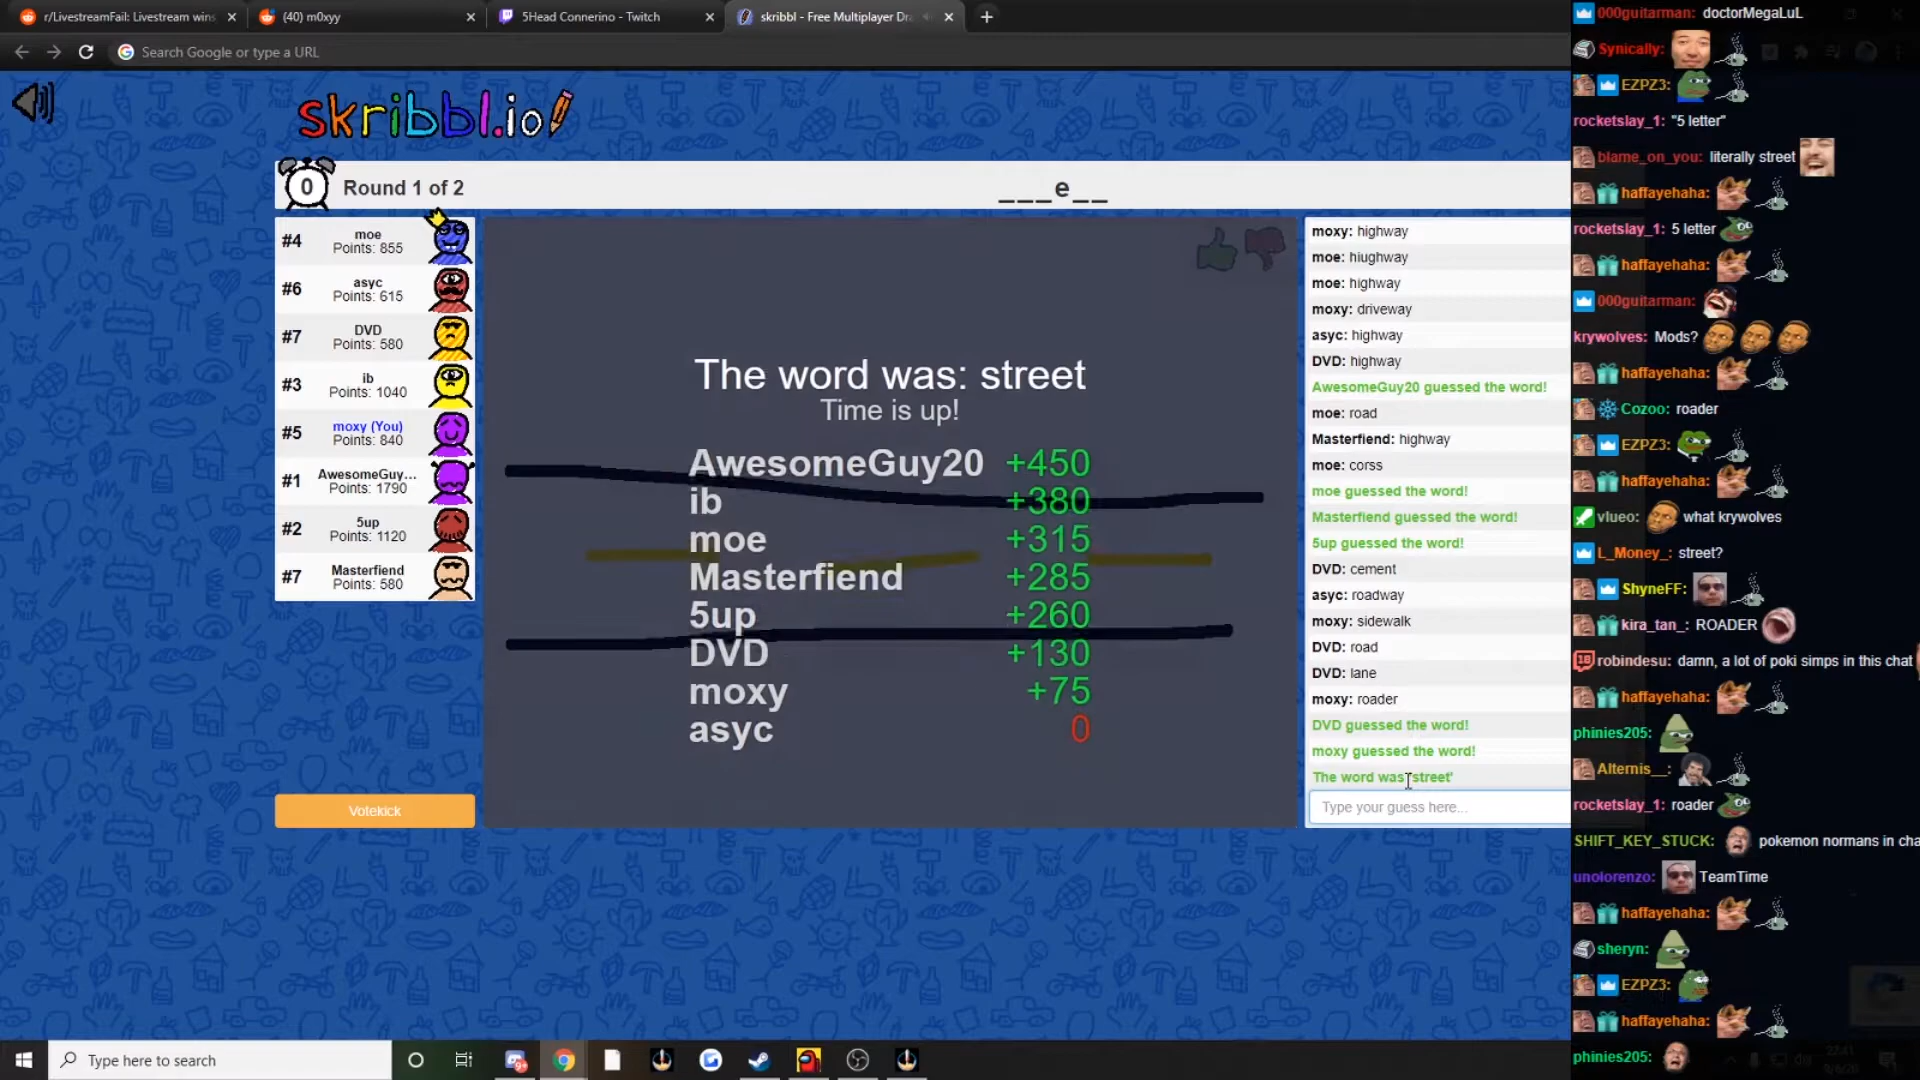 r/LivestreamFail: Livestream wins
(40) m0xyy
5Head Connerino - Twitch
skribbl - Free Multiplayer Dra
Search Google or type a URL
skribbl.io
0
Round 1 of 2
___e__
#4
moe
Points: 855
#6
asyc
Points: 615
#7
DVD
Points: 580
#3
ib
Points: 1040
#5
moxy (You)
Points: 840
#1
AwesomeGuy...
Points: 1790
#2
5up
Points: 1120
#7
Masterfiend
Points: 580
Votekick
The word was: street
Time is up!
AwesomeGuy20 +450
ib +380
moe +315
Masterfiend +285
5up +260
DVD +130
moxy +75
asyc 0
moxy: highway
moe: hiughway
moe: highway
moxy: driveway
asyc: highway
DVD: highway
AwesomeGuy20 guessed the word!
moe: road
Masterfiend: highway
moe: corss
moe guessed the word!
Masterfiend guessed the word!
5up guessed the word!
DVD: cement
asyc: roadway
moxy: sidewalk
DVD: road
DVD: lane
moxy: roader
DVD guessed the word!
moxy guessed the word!
The word was 'street'
Type your guess here...
000guitarman: doctorMegaLuL
Synically:
EZPZ3:
rocketslay_1: "5 letter"
blame_on_you: literally street
haffayehaha:
rocketslay_1: 5 letter
haffayehaha:
000guitarman:
krywolves: Mods?
haffayehaha:
Cozoo: roader
EZPZ3:
haffayehaha:
vlueo: what krywolves
L_Money_: street?
ShyneFF:
kira_tan_: ROADER
robindesu: damn, a lot of poki simps in this chat
haffayehaha:
phinies205:
Alternis__:
rocketslay_1: roader
SHIFT_KEY_STUCK: pokemon normans in cha
unolorenzo: TeamTime
haffayehaha:
sheryn:
EZPZ3:
haffayehaha:
phinies205:
Type here to search